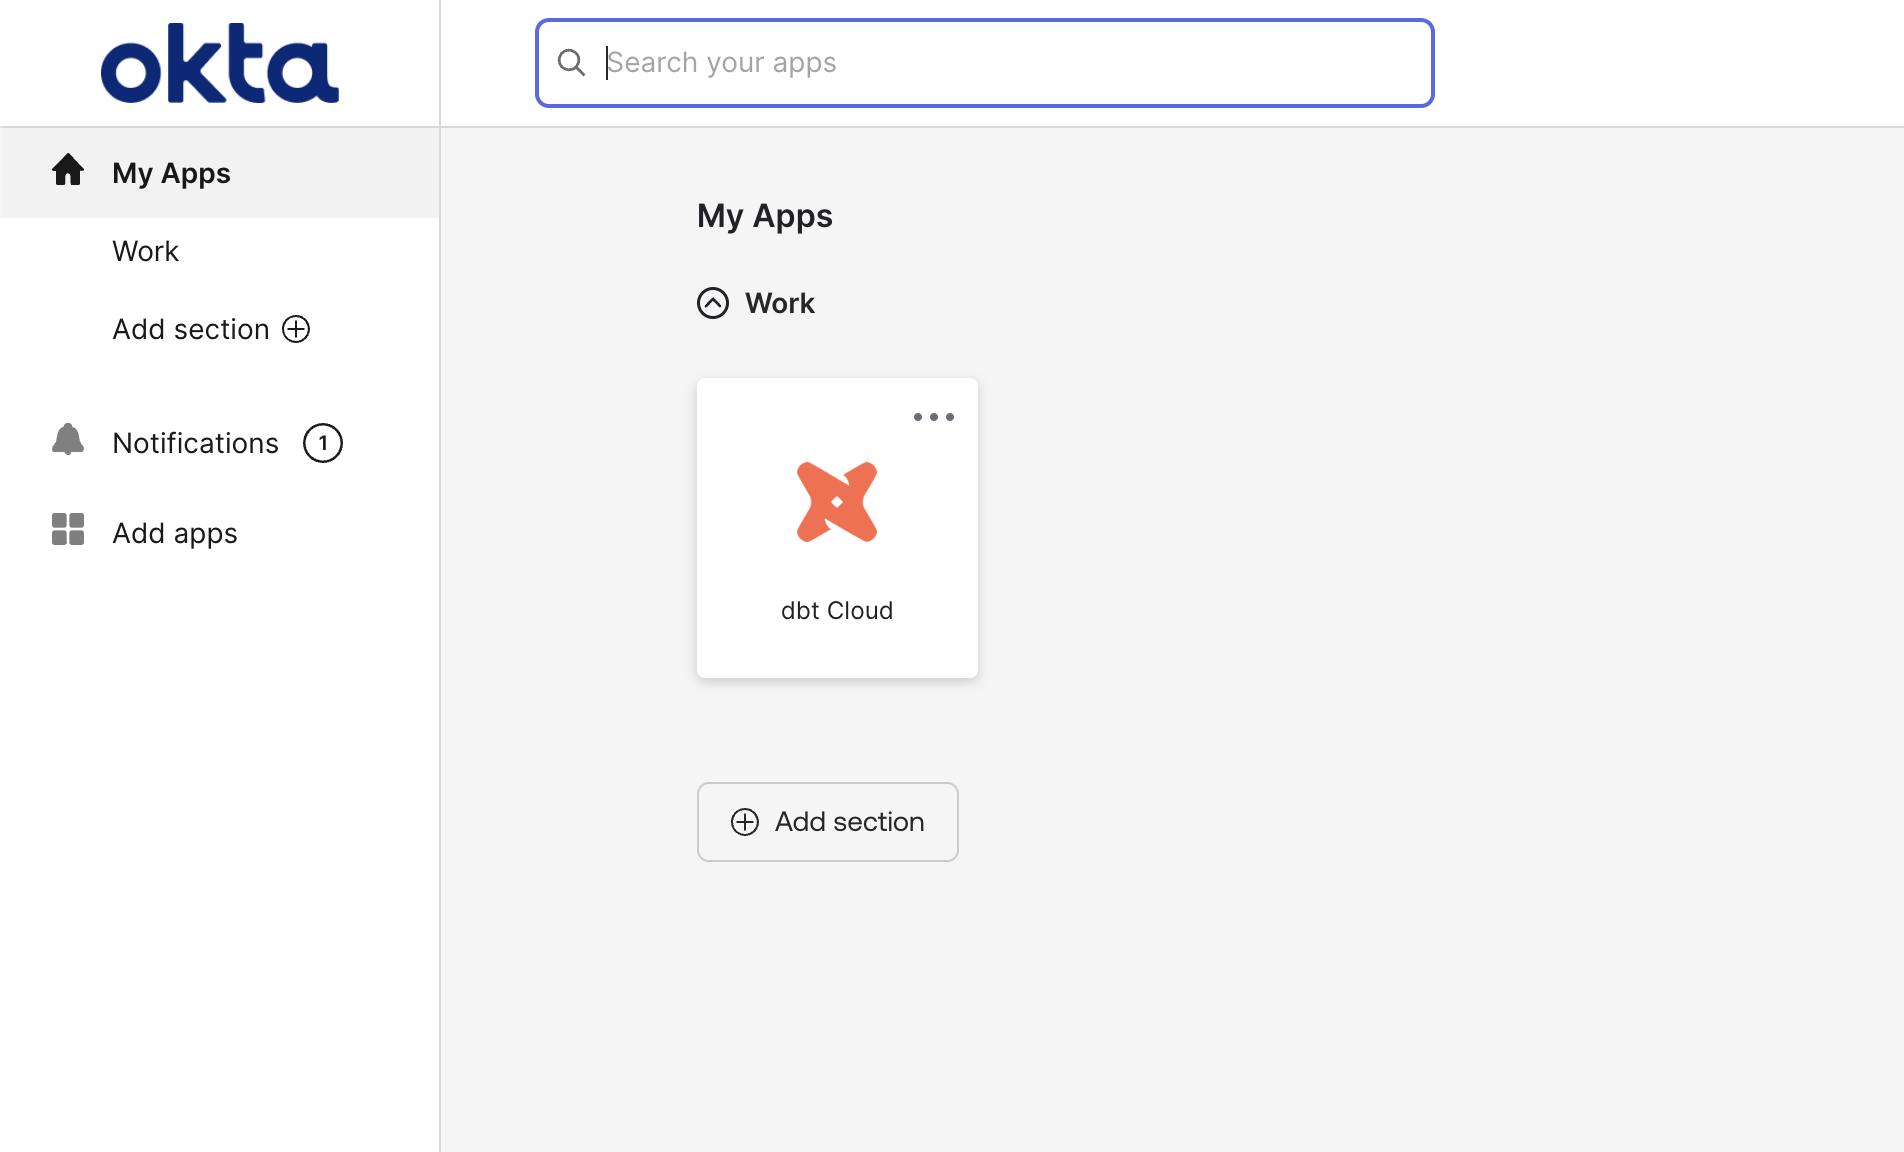 okta
Search your apps
My Apps
Work
Add section
Notifications 1
Add apps
My Apps
Work
dbt Cloud
Add section